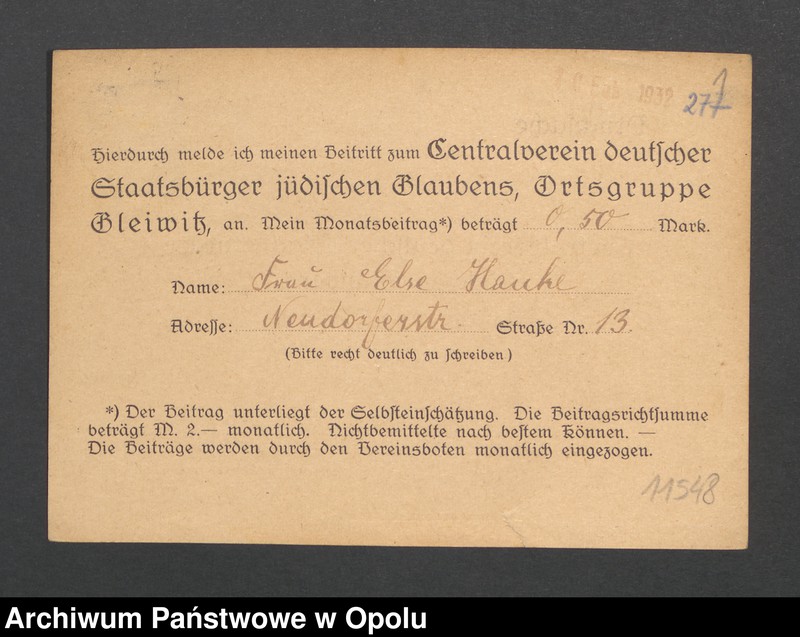 1932
277
1
Hierdurch melde ich meinen Beitritt zum Centralverein deutscher
Staatsbürger jüdischen Glaubens, Ortsgruppe
Gleiwitz, an. Mein Monatsbeitrag*) beträgt 0,50 Mark.
Name: Frau Else Hanke
Adresse: Neudorferstr. Straße Nr. 13.
(Bitte recht deutlich zu schreiben)
*) Der Beitrag unterliegt der Selbsteinschätzung. Die Beitragsrichtsumme
beträgt M. 2.— monatlich. Nichtbemittelte nach bestem Können. —
Die Beiträge werden durch den Vereinsboten monatlich eingezogen.
11548
Archiwum Państwowe w Opolu